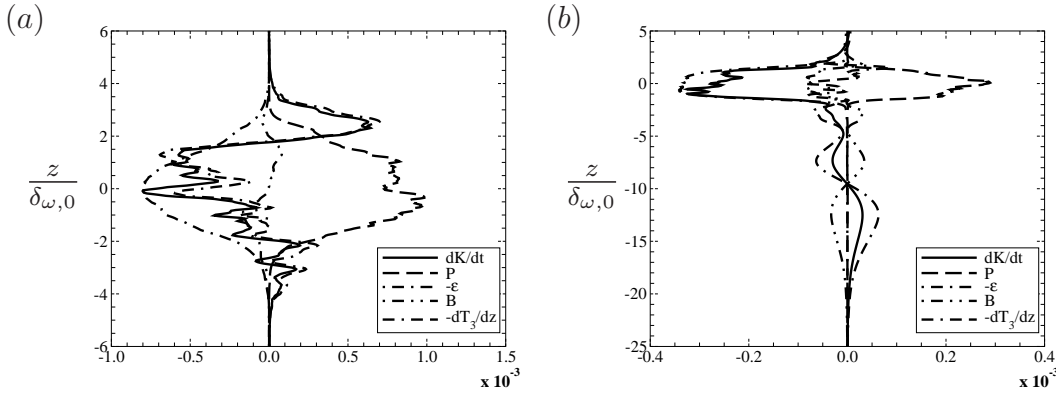 (a)
6
4
2
0
-2
-4
-6
z
δω,0
-1.0 -0.5 0.0 0.5 1.0 1.5
x 10⁻³
dK/dt
P
-ε
B
-dT₃/dz
(b)
5
0
-5
-10
-15
-20
-25
z
δω,0
-0.4 -0.2 0.0 0.2 0.4
x 10⁻³
dK/dt
P
-ε
B
-dT₃/dz